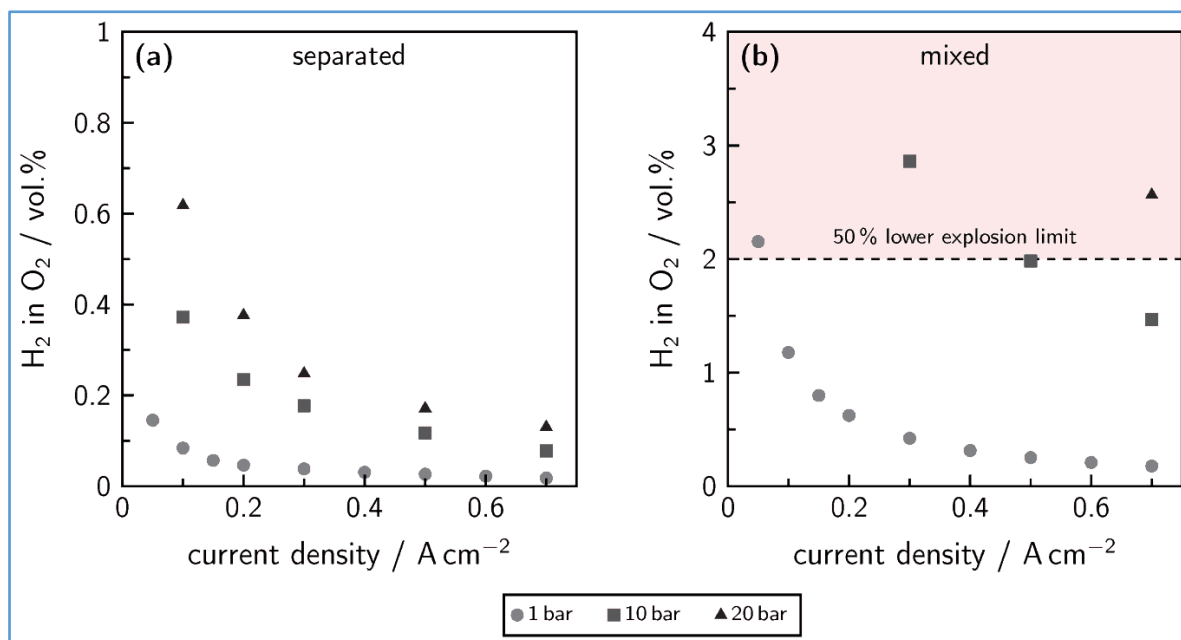 (a) separated
1
0.8
0.6
0.4
0.2
0
H₂ in O₂ / vol.%
0 0.2 0.4 0.6
current density / A cm⁻²
(b) mixed
4
3
50 % lower explosion limit
2
1
0
H₂ in O₂ / vol.%
0 0.2 0.4 0.6
current density / A cm⁻²
1 bar 10 bar 20 bar